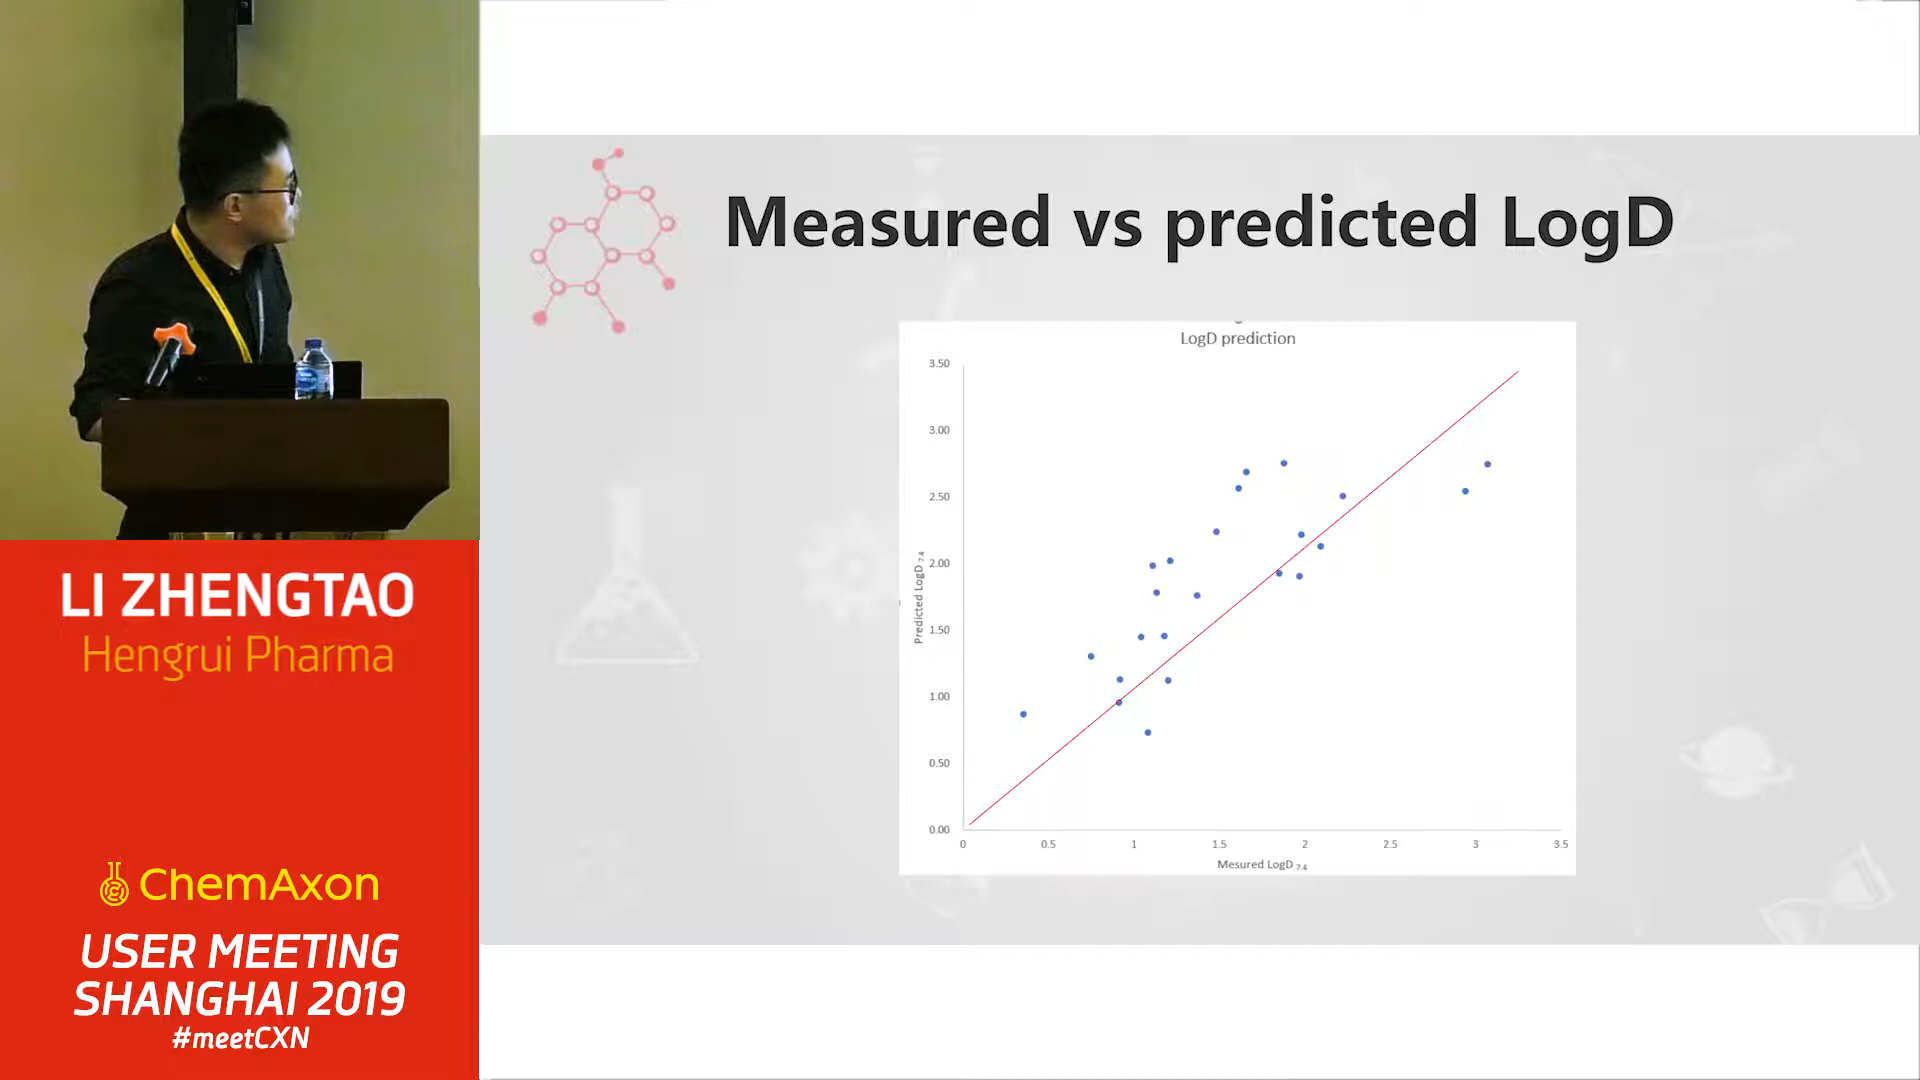 Measured vs predicted LogD
LogD prediction
3.50
3.00
2.50
2.00
1.50
1.00
0.50
0.00
Predicted LogD 7.4
0 0.5 1 1.5 2 2.5 3 3.5
Mesured LogD 7.4
LI ZHENGTAO
Hengrui Pharma
ChemAxon
USER MEETING
SHANGHAI 2019
#meetCXN